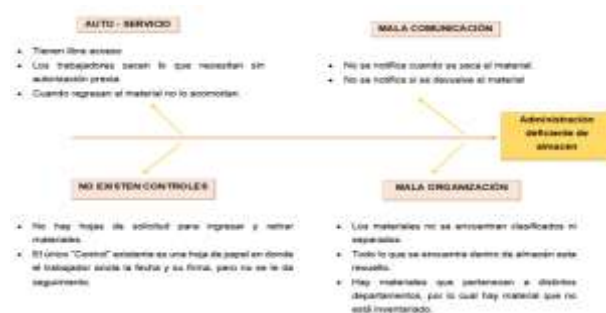 AUTO - SERVICIO
• Tienen libre acceso
• Los trabajadores sacan lo que necesitan sin
autorización previa.
• Cuando regresan el material no lo acomodan.
MALA COMUNICACIÓN
• No se notifica cuando se saca el material.
• No se notifica si se devuelve el material
Administración
deficiente de
almacén
NO EXISTEN CONTROLES
• No hay hojas de solicitud para ingresar y retirar
materiales.
• El único "Control" existente es una hoja de papel en donde
el trabajador anota la fecha y su firma, pero no se le da
seguimiento.
MALA ORGANIZACIÓN
• Los materiales no se encuentran clasificados ni
separados.
• Todo lo que se encuentra dentro de almacén esta
revuelto.
• Hay materiales que pertenecen a distintos
departamentos, por lo cual hay material que no
está inventariado.